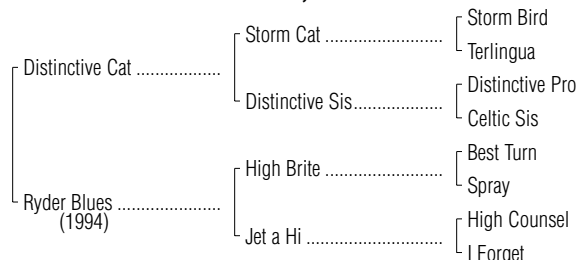 Storm Bird
Storm Cat ..............................
Terlingua
Distinctive Cat ..................
Distinctive Pro
Distinctive Sis......................
Celtic Sis
Best Turn
High Brite ..............................
Spray
Ryder Blues ......................
(1994)
High Counsel
Jet a Hi ..................................
I Forget